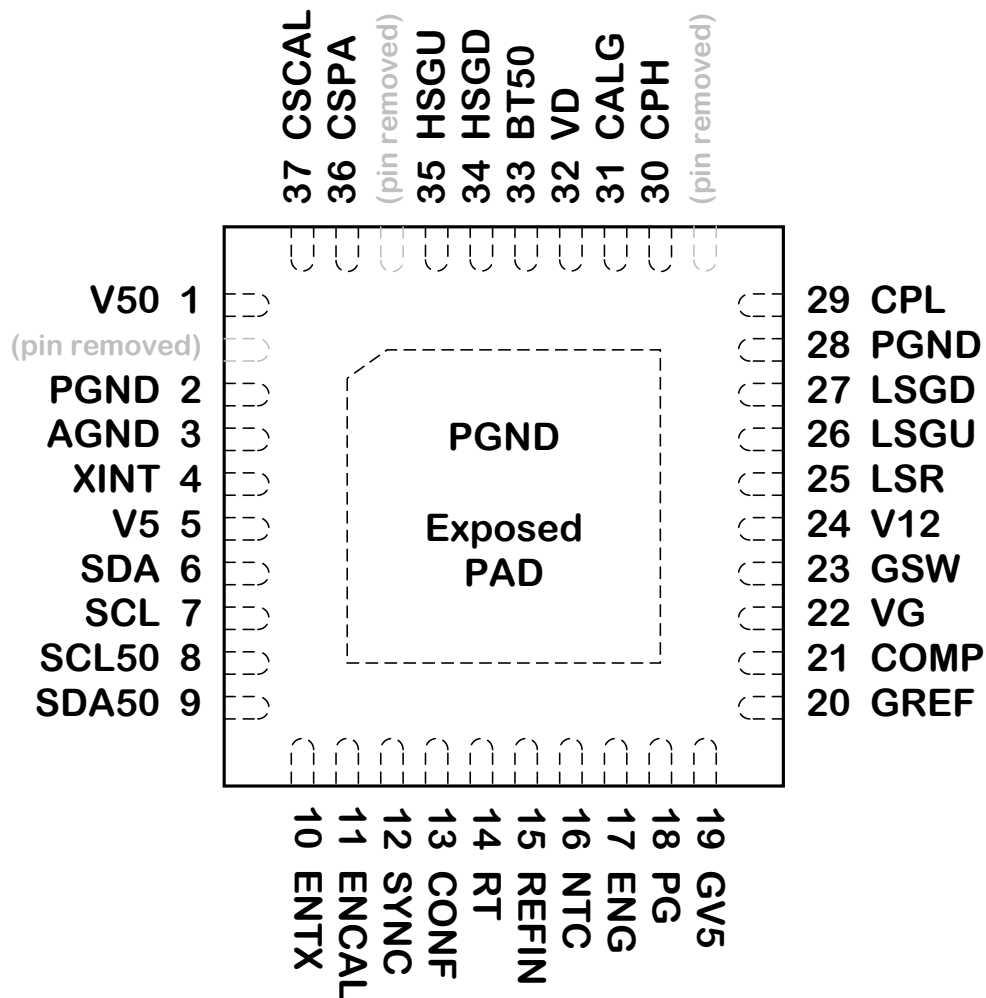 37 CSCAL
36 CSPA
(pin removed)
35 HSGU
34 HSGD
33 BT50
32 VD
31 CALG
30 CPH
(pin removed)
V50 1
(pin removed)
PGND 2
AGND 3
XINT 4
V5 5
SDA 6
SCL 7
SCL50 8
SDA50 9
PGND
Exposed
PAD
29 CPL
28 PGND
27 LSGD
26 LSGU
25 LSR
24 V12
23 GSW
22 VG
21 COMP
20 GREF
10 ENTX
11 ENCAL
12 SYNC
13 CONF
14 RT
15 REFIN
16 NTC
17 ENG
18 PG
19 GV5